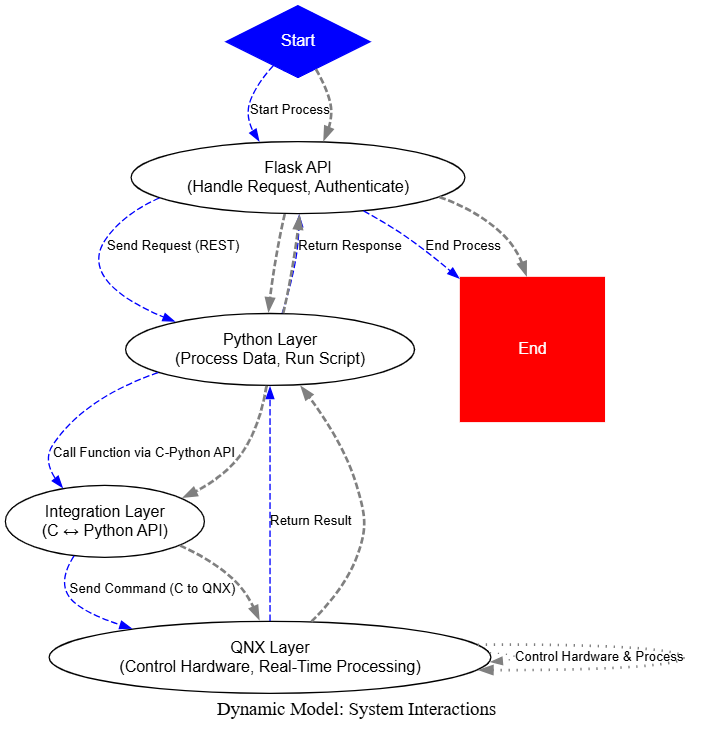 Start
Start Process
Flask API
(Handle Request, Authenticate)
Send Request (REST)
Return Response
End Process
Python Layer
(Process Data, Run Script)
End
Call Function via C-Python API
Integration Layer
(C ↔ Python API)
Return Result
Send Command (C to QNX)
QNX Layer
(Control Hardware, Real-Time Processing)
Control Hardware & Process
Dynamic Model: System Interactions